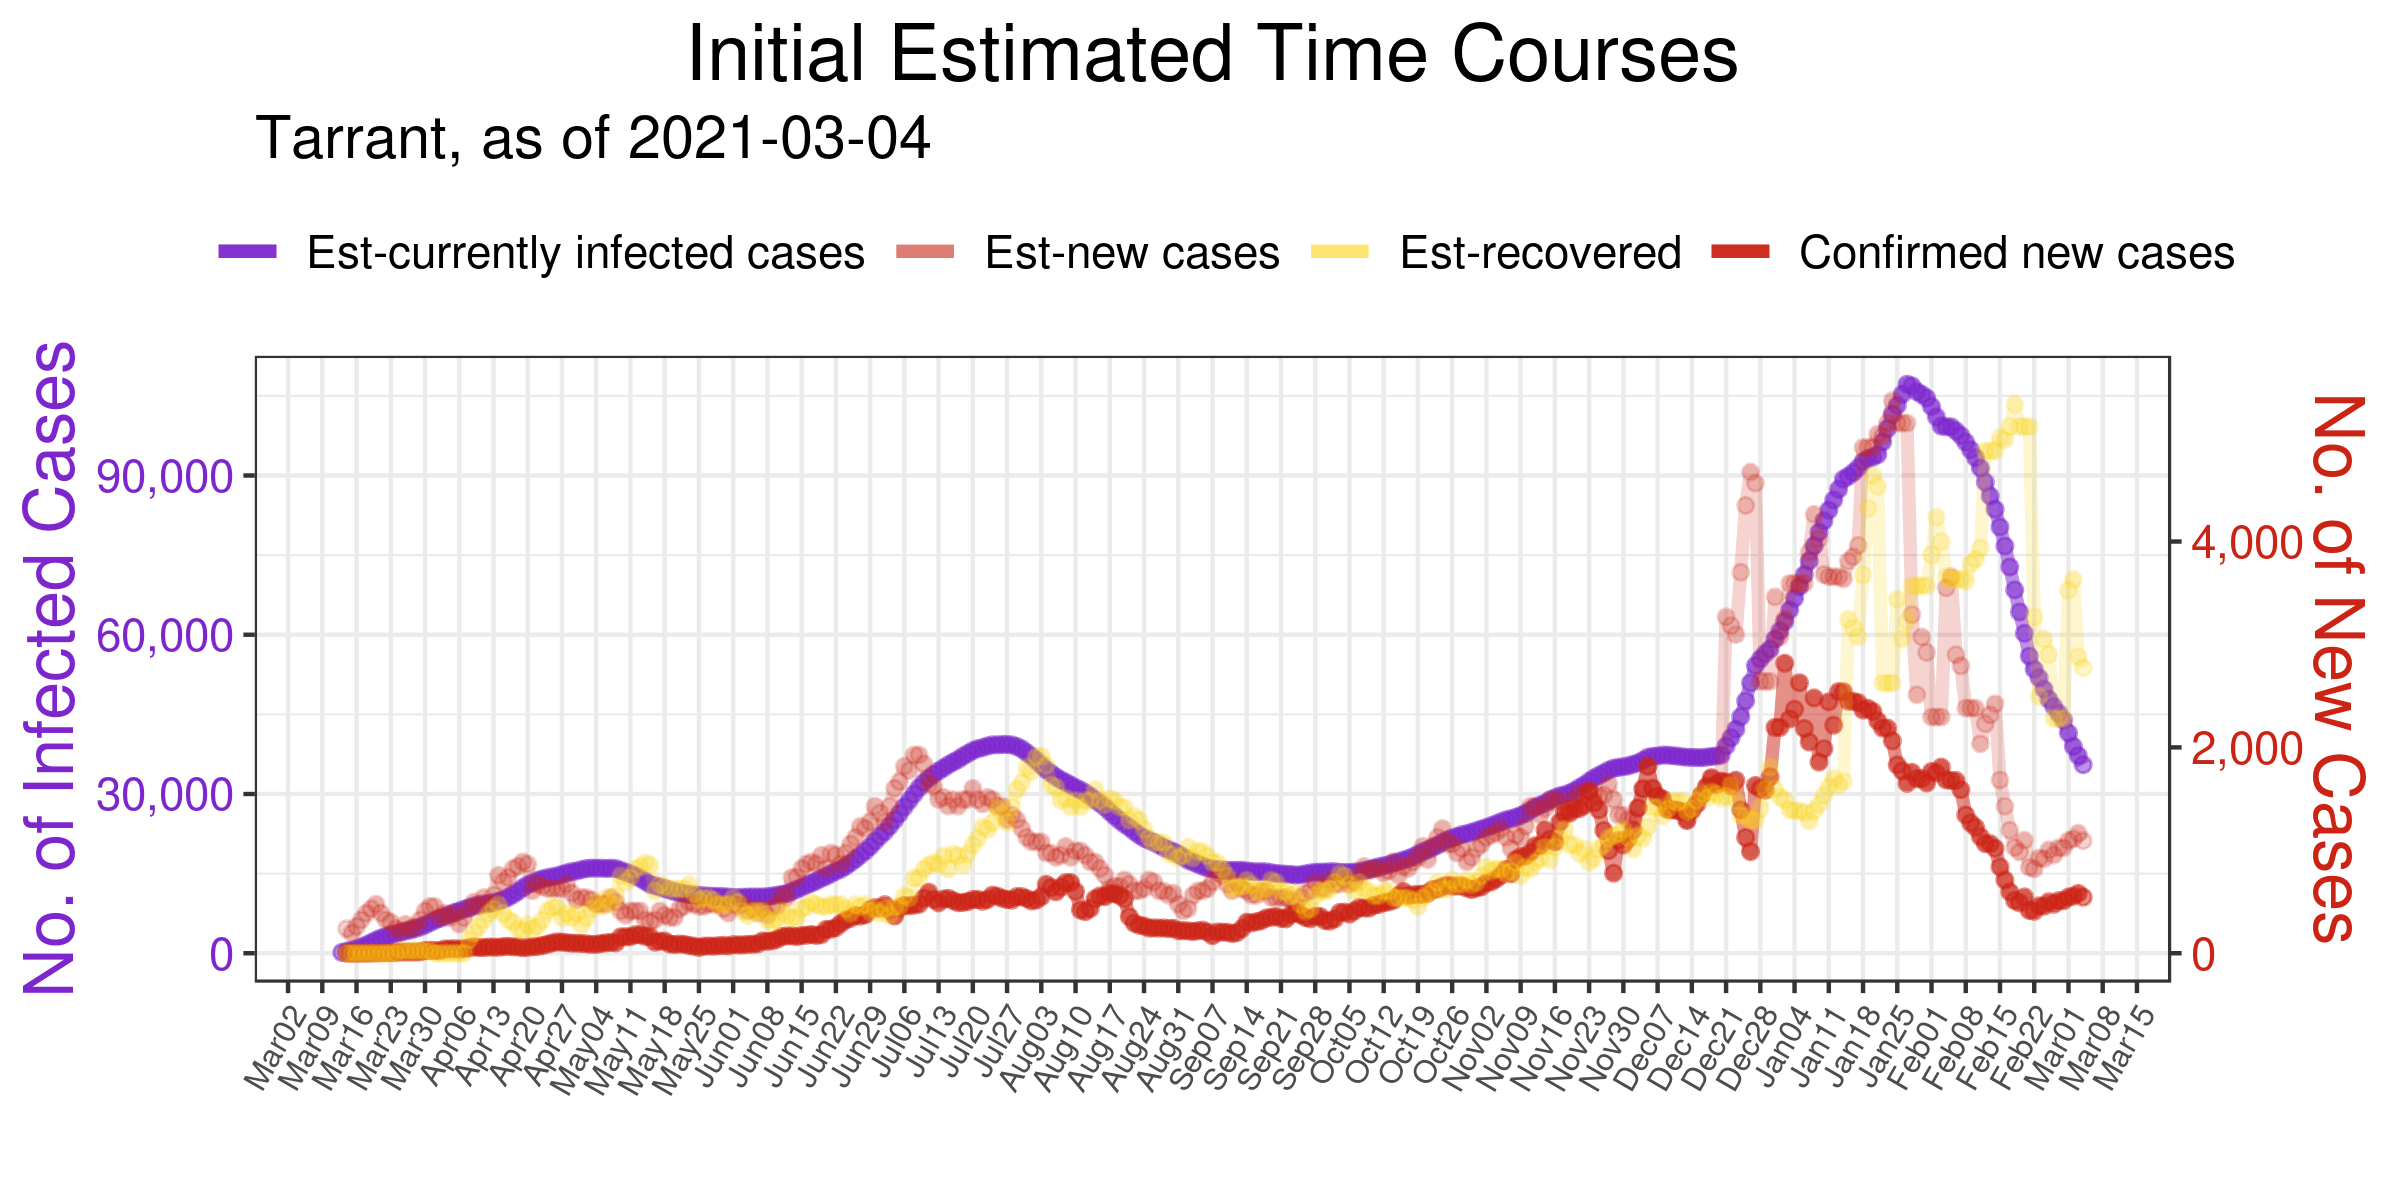 Initial Estimated Time Courses
Tarrant, as of 2021-03-04
Est-currently infected cases Est-new cases Est-recovered Confirmed new cases
No. of Infected Cases
90,000
60,000
30,000
0
No. of New Cases
4,000
2,000
0
Mar02 Mar09 Mar16 Mar23 Mar30 Apr06 Apr13 Apr20 Apr27 May04 May11 May18 May25 Jun01 Jun08 Jun15 Jun22 Jun29 Jul06 Jul13 Jul20 Jul27 Aug03 Aug10 Aug17 Aug24 Aug31 Sep07 Sep14 Sep21 Sep28 Oct05 Oct12 Oct19 Oct26 Nov02 Nov09 Nov16 Nov23 Nov30 Dec07 Dec14 Dec21 Dec28 Jan04 Jan11 Jan18 Jan25 Feb01 Feb08 Feb15 Feb22 Mar01 Mar08 Mar15